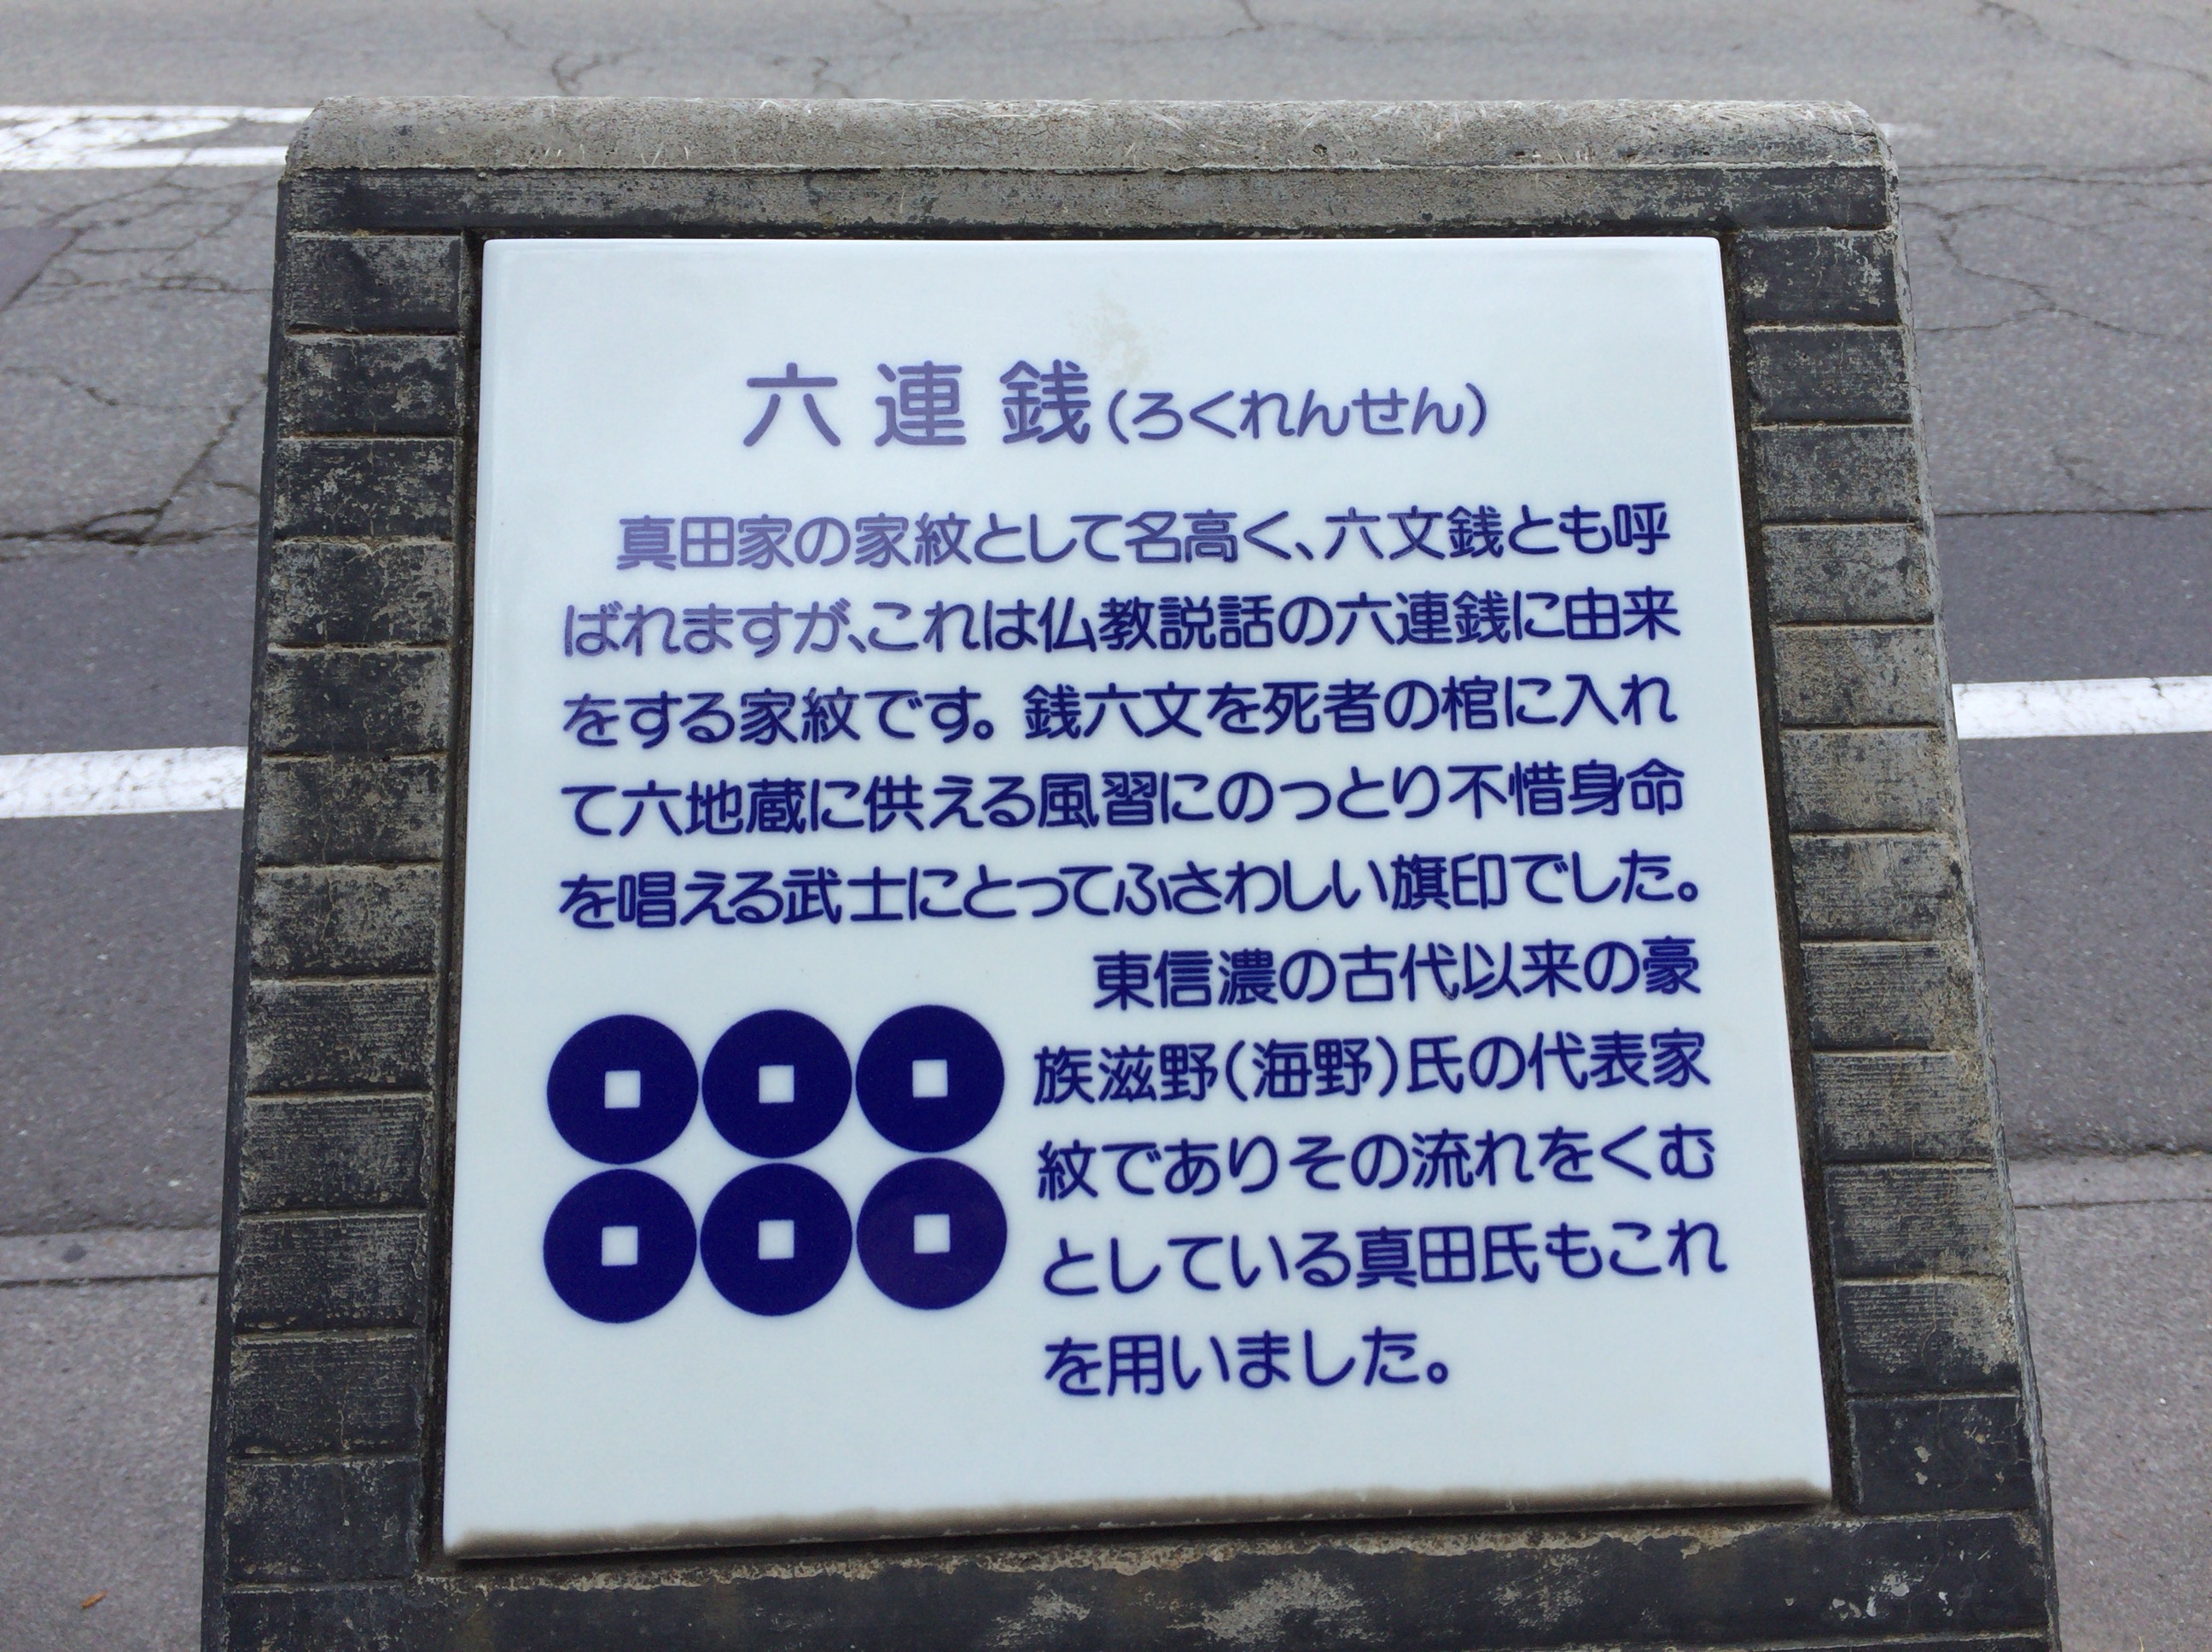 六連銭(ろくれんせん)
真田家の家紋として名高く、六文銭とも呼
ばれますが、これは仏教説話の六連銭に由来
をする家紋です。銭六文を死者の棺に入れ
て六地蔵に供える風習にのっとり不惜身命
を唱える武士にとってふさわしい旗印でした。
東信濃の古代以来の豪
族滋野(海野)氏の代表家
紋でありその流れをくむ
としている真田氏もこれ
を用いました。